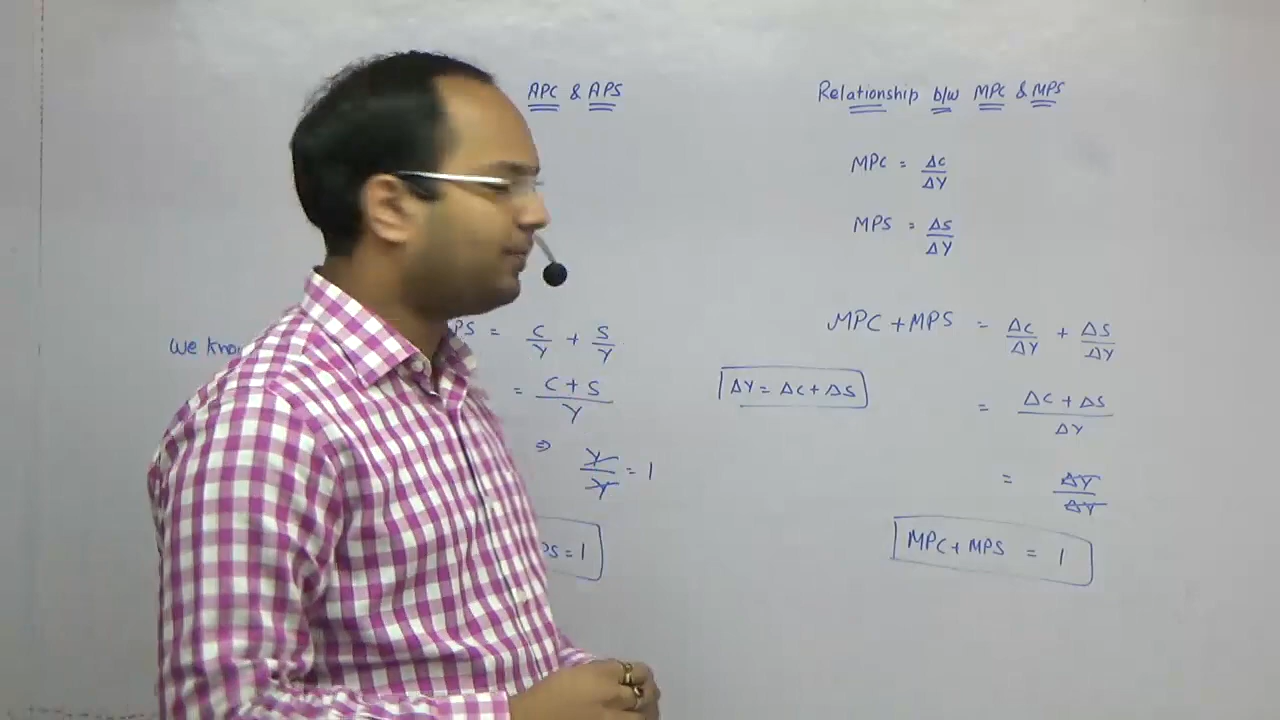 APC & APS
We
PS = C/Y + S/Y
= C + S / Y
⇒ Y/Y = 1
PS = 1
Relationship b/w MPC & MPS
MPC = ΔC/ΔY
MPS = ΔS/ΔY
MPC + MPS = ΔC/ΔY + ΔS/ΔY
ΔY = ΔC + ΔS
= ΔC + ΔS / ΔY
= ΔY/ΔY
MPC + MPS = 1